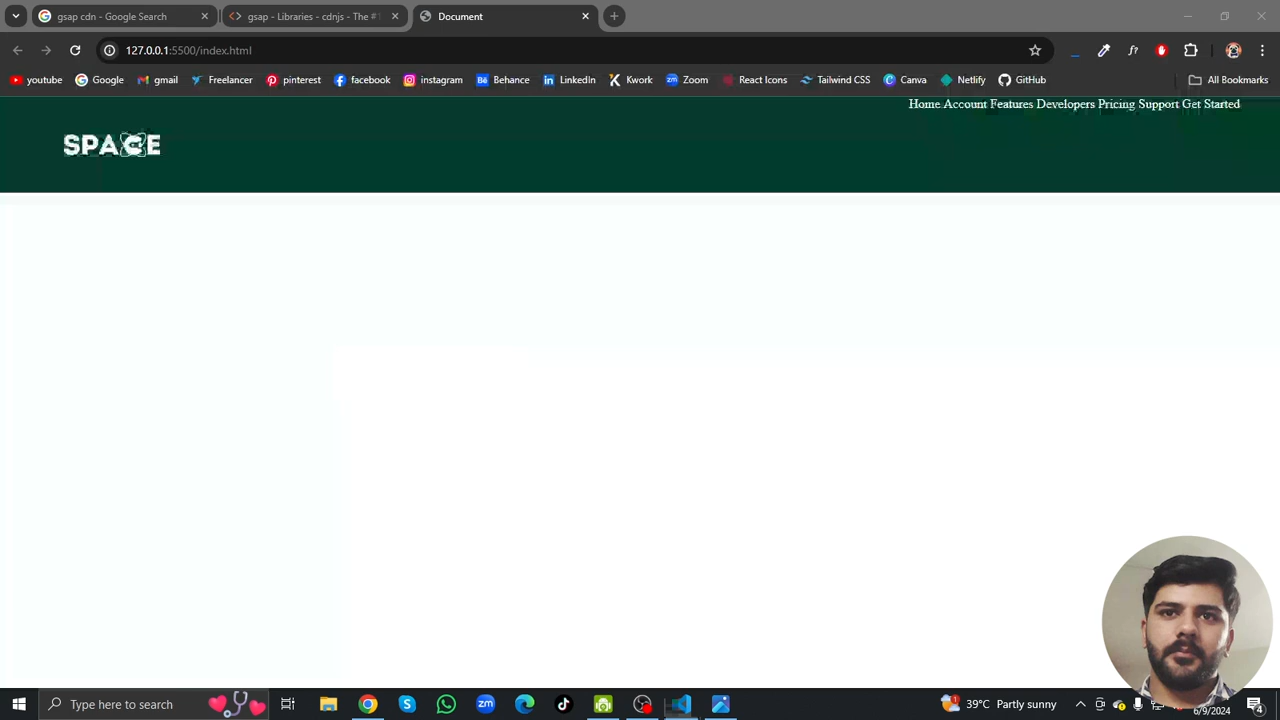 gsap cdn - Google Search
gsap - Libraries - cdnjs - The #
Document
127.0.0.1:5500/index.html
youtube
Google
gmail
Freelancer
pinterest
facebook
instagram
Behance
LinkedIn
Kwork
Zoom
React Icons
Tailwind CSS
Canva
Netlify
GitHub
All Bookmarks
Home Account Features Developers Pricing Support Get Started
SPACE
Type here to search
39°C Partly sunny
6/9/2024
4